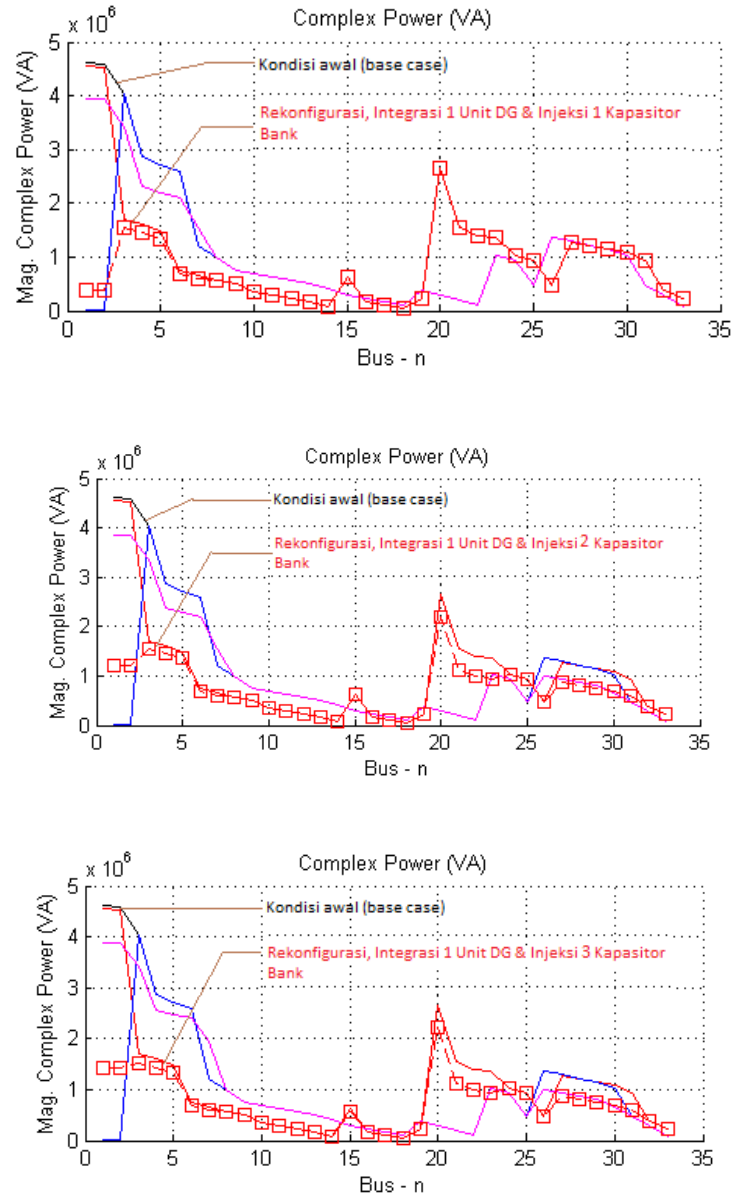 Complex Power (VA)
x 10^6
5
Kondisi awal (base case)
4
Rekonfigurasi, Integrasi 1 Unit DG & Injeksi 1 Kapasitor
Bank
3
2
1
0
Mag. Complex Power (VA)
0 5 10 15 20 25 30 35
Bus - n
Complex Power (VA)
x 10^6
5
Kondisi awal (base case)
4
Rekonfigurasi, Integrasi 1 Unit DG & Injeksi 2 Kapasitor
Bank
3
2
1
0
Mag. Complex Power (VA)
0 5 10 15 20 25 30 35
Bus - n
Complex Power (VA)
x 10^6
5
Kondisi awal (base case)
4
Rekonfigurasi, Integrasi 1 Unit DG & Injeksi 3 Kapasitor
Bank
3
2
1
0
Mag. Complex Power (VA)
0 5 10 15 20 25 30 35
Bus - n